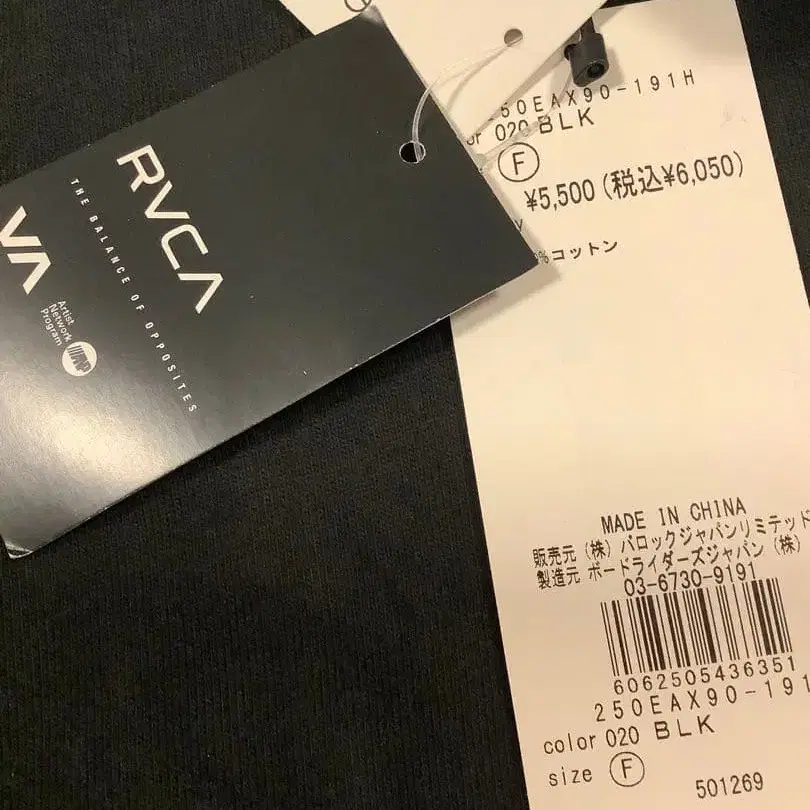 RVCA
THE BALANCE OF OPPOSITES
VA
Artist
Network
Program
ANP
250EAX90-191H
or 020 BLK
F
¥5,500 (税込¥6,050)
y
%コットン
MADE IN CHINA
販売元 (株) バロックジャパンリミテッド
製造元 ボードライダーズジャパン (株)
03-6730-9191
6062505436351
250EAX90-191
color 020 BLK
size F
501269